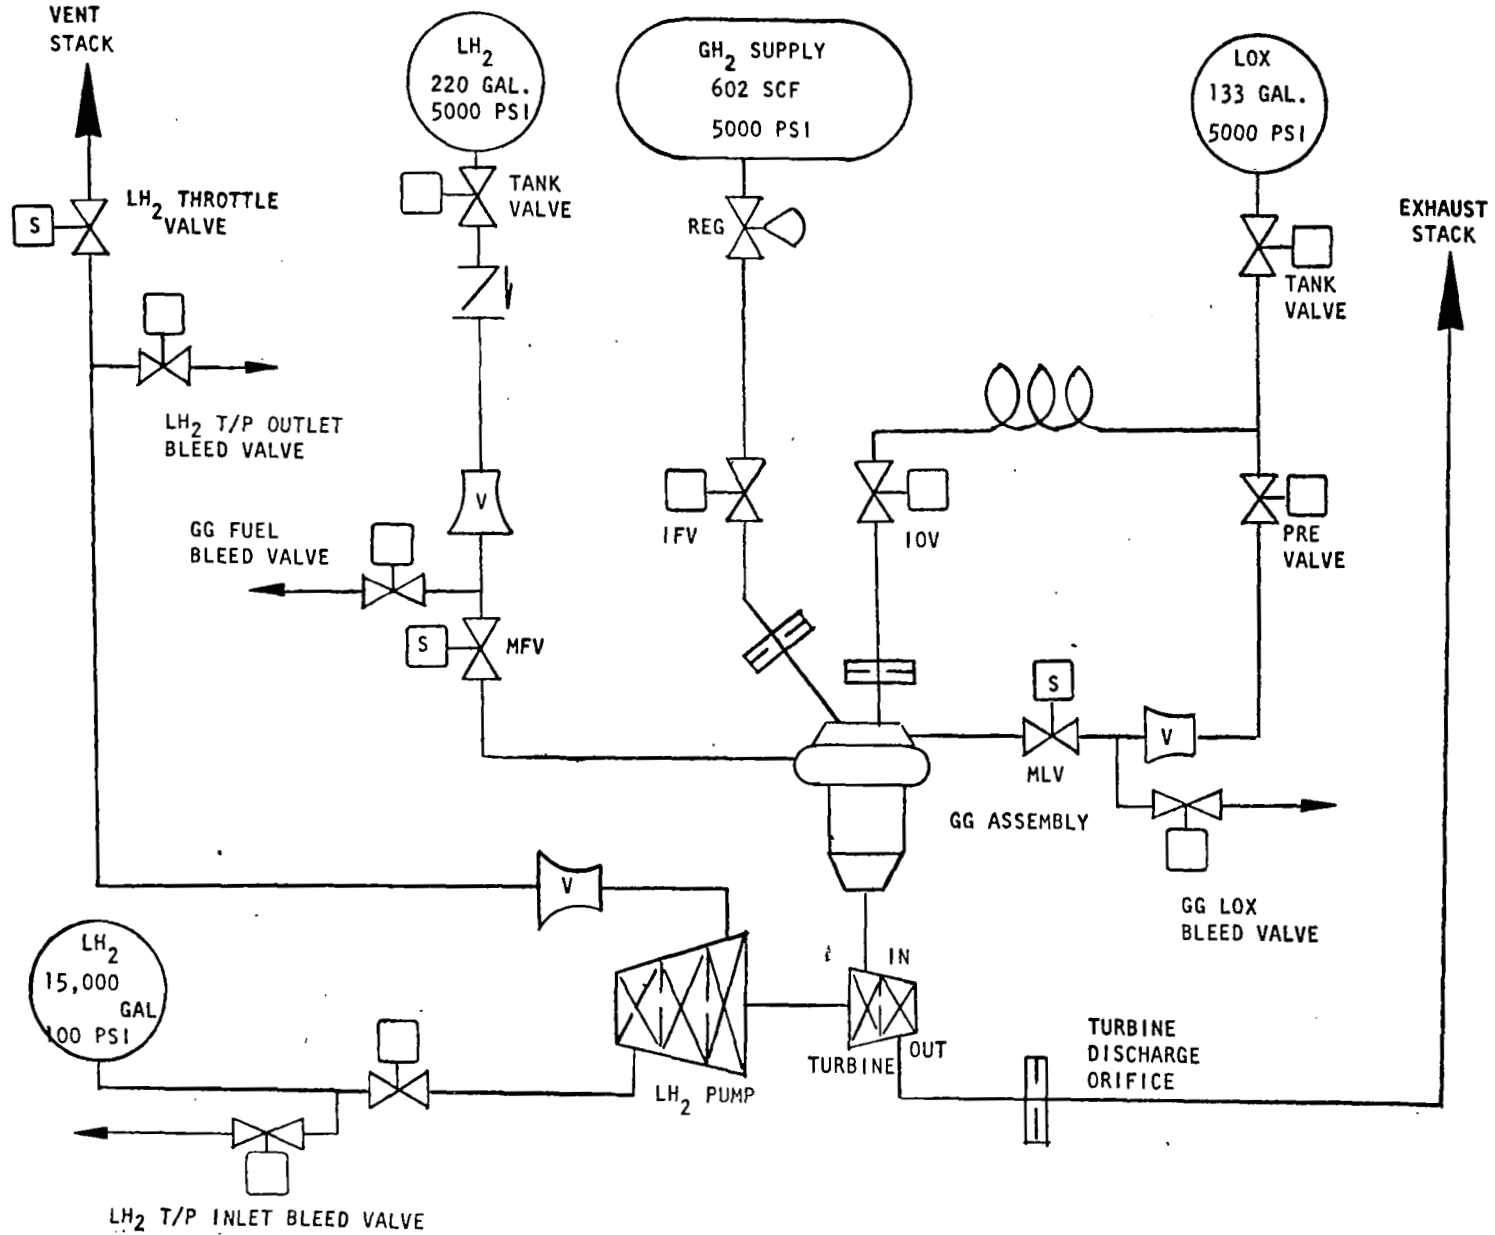 VENT
STACK
LH2
220 GAL.
5000 PSI
GH2 SUPPLY
602 SCF
5000 PSI
LOX
133 GAL.
5000 PSI
LH2 THROTTLE
VALVE
S
TANK
VALVE
REG
EXHAUST
STACK
TANK
VALVE
LH2 T/P OUTLET
BLEED VALVE
V
GG FUEL
BLEED VALVE
IFV
IOV
PRE
VALVE
S
MFV
S
MLV
V
GG ASSEMBLY
GG LOX
BLEED VALVE
V
LH2
15,000
GAL
100 PSI
IN
TURBINE
OUT
LH2 PUMP
TURBINE
DISCHARGE
ORIFICE
LH2 T/P INLET BLEED VALVE